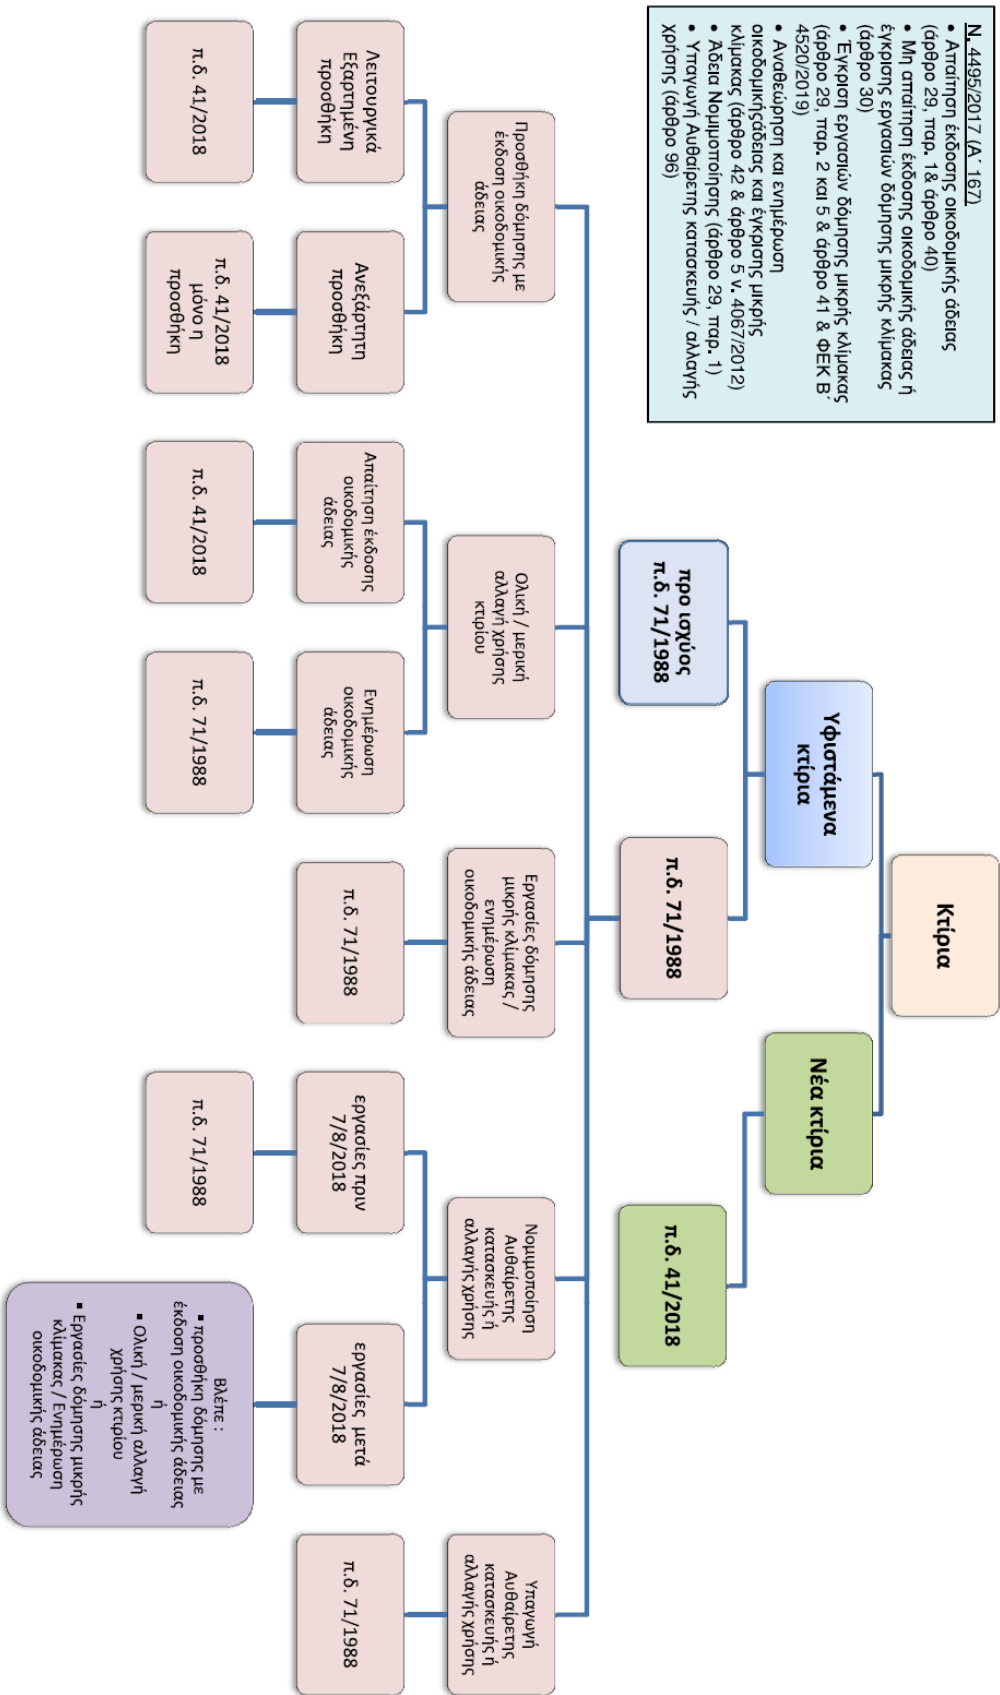 Ν. 4495/2017 (Α΄ 167)
• Απαίτηση έκδοσης οικοδομικής άδειας
(άρθρο 29, παρ. 1 & άρθρο 40)
• Μη απαίτηση έκδοσης οικοδομικής άδειας ή
έγκρισης εργασιών δόμησης μικρής κλίμακας
(άρθρο 30)
• Έγκριση εργασιών δόμησης μικρής κλίμακας
(άρθρο 29, παρ. 2 και 5 & άρθρο 41 & ΦΕΚ Β΄
4520/2019)
• Αναθεώρηση και ενημέρωση
οικοδομικήςάδειας και έγκρισης μικρής
κλίμακας (άρθρο 42 & άρθρο 5 ν. 4067/2012)
• Άδεια Νομιμοποίησης (άρθρο 29, παρ. 1)
• Υπαγωγή Αυθαίρετης κατασκευής / αλλαγής
χρήσης (άρθρο 96)
Κτίρια
Υφιστάμενα
κτίρια
Νέα κτίρια
προ ισχύος
π.δ. 71/1988
π.δ. 71/1988
π.δ. 41/2018
Προσθήκη δόμησης με
έκδοση οικοδομικής
άδειας
Ολική / μερική
αλλαγή χρήσης
κτιρίου
Εργασίες δόμησης
μικρής κλίμακας /
ενημέρωση
οικοδομικής άδειας
Νομιμοποίηση
Αυθαίρετης
κατασκευής ή
αλλαγής χρήσης
Υπαγωγή
Αυθαίρετης
κατασκευής ή
αλλαγής χρήσης
Λειτουργικά
Εξαρτημένη
προσθήκη
Ανεξάρτητη
προσθήκη
Απαίτηση έκδοσης
οικοδομικής
άδειας
Ενημέρωση
οικοδομικής
άδειας
π.δ. 71/1988
εργασίες πριν
7/8/2018
εργασίες μετά
7/8/2018
π.δ. 71/1988
π.δ. 41/2018
π.δ. 41/2018
μόνο η
προσθήκη
π.δ. 41/2018
π.δ. 71/1988
π.δ. 71/1988
Βλέπε :
▪ προσθήκη δόμησης με
έκδοση οικοδομικής άδειας
ή
▪ Ολική / μερική αλλαγή
χρήσης κτιρίου
ή
▪ Εργασίες δόμησης μικρής
κλίμακας / Ενημέρωση
οικοδομικής άδειας